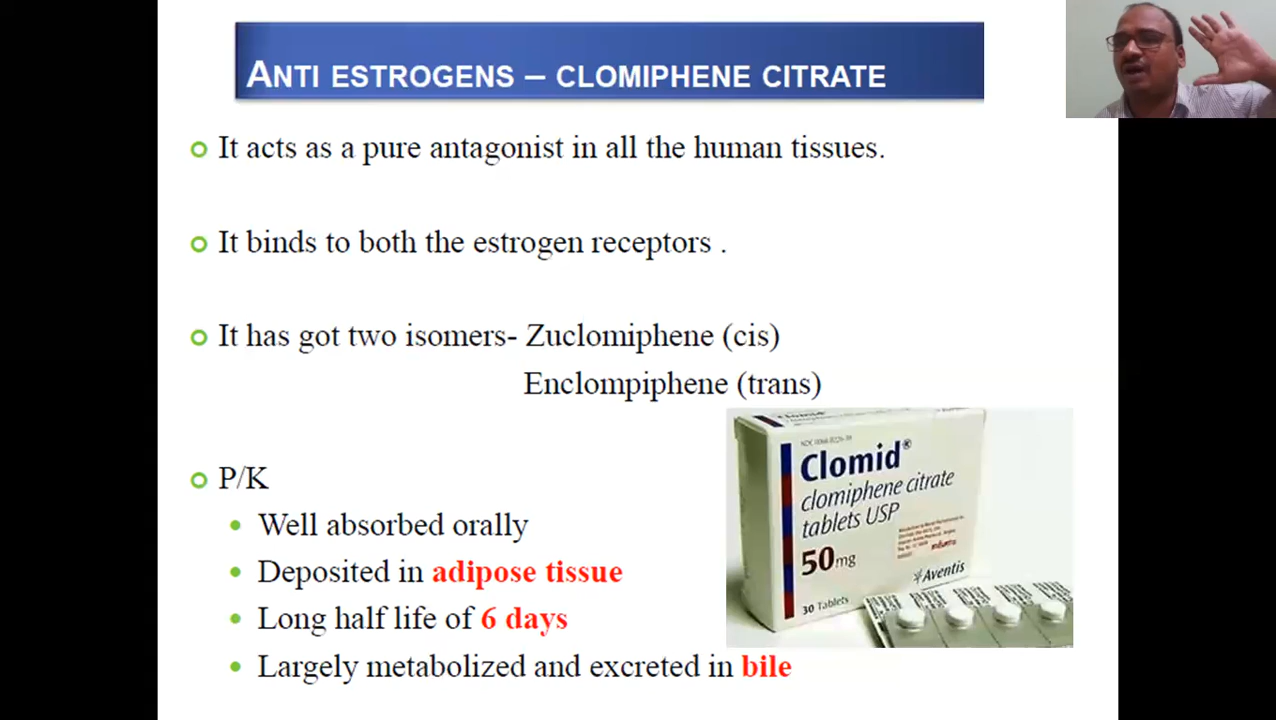 ANTI ESTROGENS – CLOMIPHENE CITRATE
It acts as a pure antagonist in all the human tissues.
It binds to both the estrogen receptors .
It has got two isomers- Zuclomiphene (cis)
Enclompiphene (trans)
P/K
Well absorbed orally
Deposited in adipose tissue
Long half life of 6 days
Largely metabolized and excreted in bile
Clomid®
clomiphene citrate
tablets USP
50mg
Aventis
30 Tablets